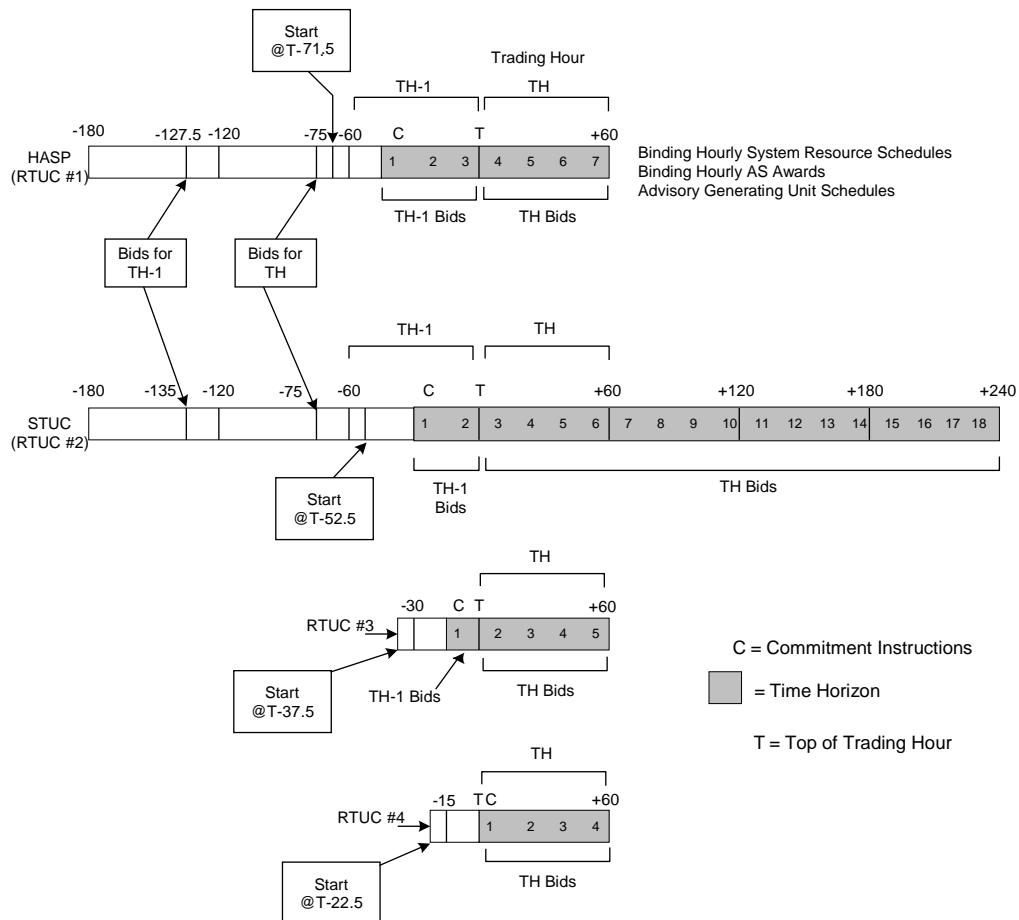 Start
@T-71,5
Trading Hour
TH-1
TH
-180
-127.5
-120
-75
-60
C
T
+60
HASP
(RTUC #1)
1 2 3 4 5 6 7
Binding Hourly System Resource Schedules
Binding Hourly AS Awards
Advisory Generating Unit Schedules
TH-1 Bids
TH Bids
Bids for
TH-1
Bids for
TH
TH-1
TH
-180
-135
-120
-75
-60
C
T
+60
+120
+180
+240
STUC
(RTUC #2)
1 2 3 4 5 6 7 8 9 10 11 12 13 14 15 16 17 18
TH-1
Bids
TH Bids
Start
@T-52.5
TH
-30
C
T
+60
RTUC #3
1 2 3 4 5
TH-1 Bids
TH Bids
Start
@T-37.5
C = Commitment Instructions
= Time Horizon
T = Top of Trading Hour
TH
-15
T C
+60
RTUC #4
1 2 3 4
TH Bids
Start
@T-22.5